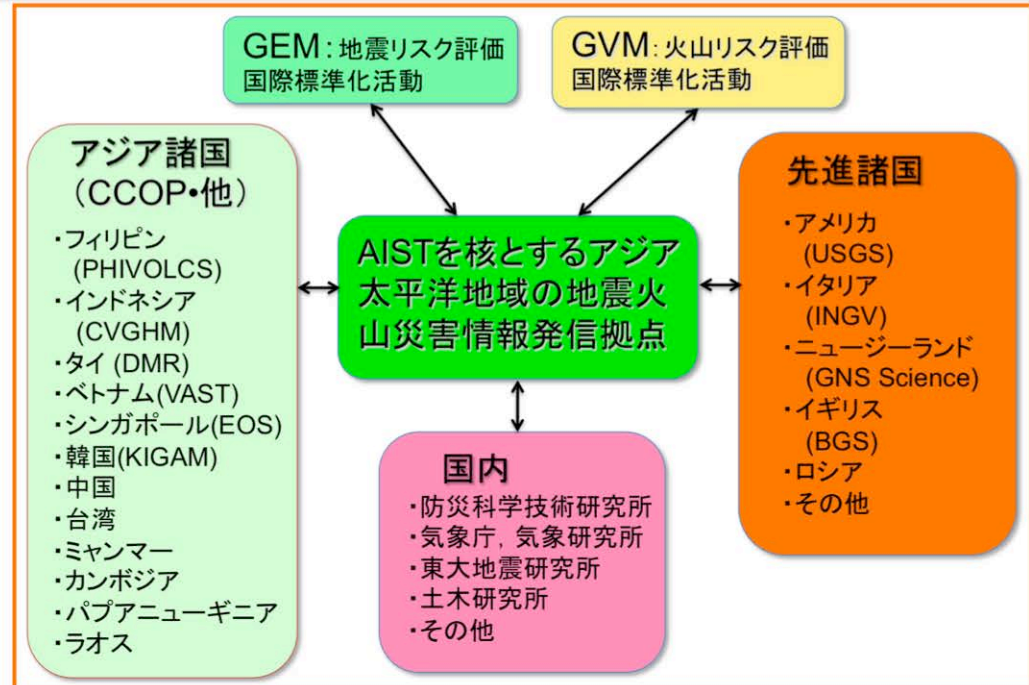 GEM:地震リスク評価
国際標準化活動
GVM:火山リスク評価
国際標準化活動
アジア諸国
(CCOP•他)
・フィリピン
(PHIVOLCS)
・インドネシア
(CVGHM)
・タイ (DMR)
・ベトナム(VAST)
・シンガポール(EOS)
・韓国(KIGAM)
・中国
・台湾
・ミャンマー
・カンボジア
・パプアニューギニア
・ラオス
AISTを核とするアジア
太平洋地域の地震火
山災害情報発信拠点
国内
・防災科学技術研究所
・気象庁, 気象研究所
・東大地震研究所
・土木研究所
・その他
先進諸国
・アメリカ
(USGS)
・イタリア
(INGV)
・ニュージーランド
(GNS Science)
・イギリス
(BGS)
・ロシア
・その他